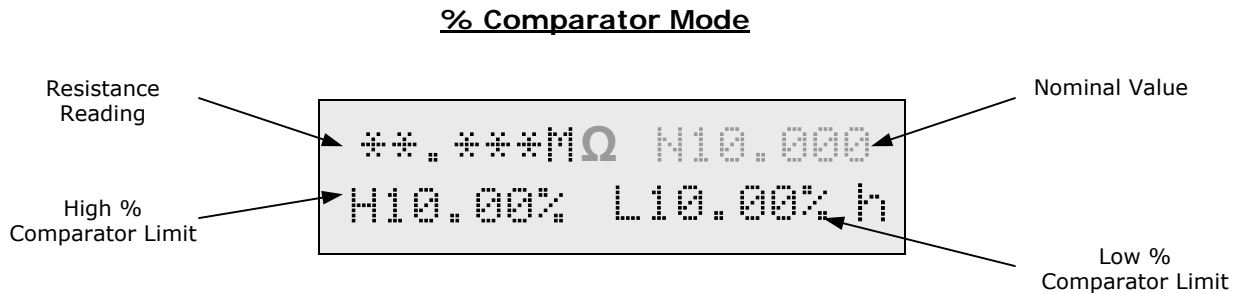 % Comparator Mode
Resistance
Reading
Nominal Value
**.***MΩ N10.000
H10.00% L10.00% h
High %
Comparator Limit
Low %
Comparator Limit